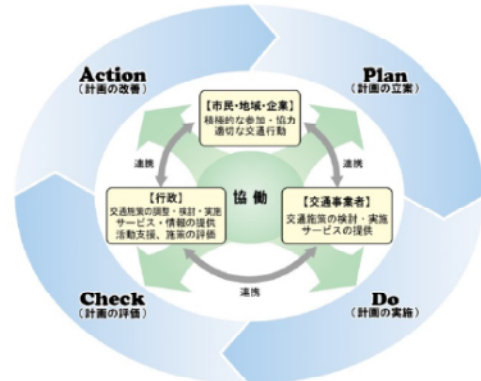 Action
(計画の改善)
Plan
(計画の立案)
【市民・地域・企業】
積極的な参加・協力
適切な交通行動
連携
連携
【行政】
交通施策の調整・検討・実施
サービス・情報の提供
活動支援、施策の評価
協働
【交通事業者】
交通施策の検討・実施
サービスの提供
連携
Check
(計画の評価)
Do
(計画の実施)